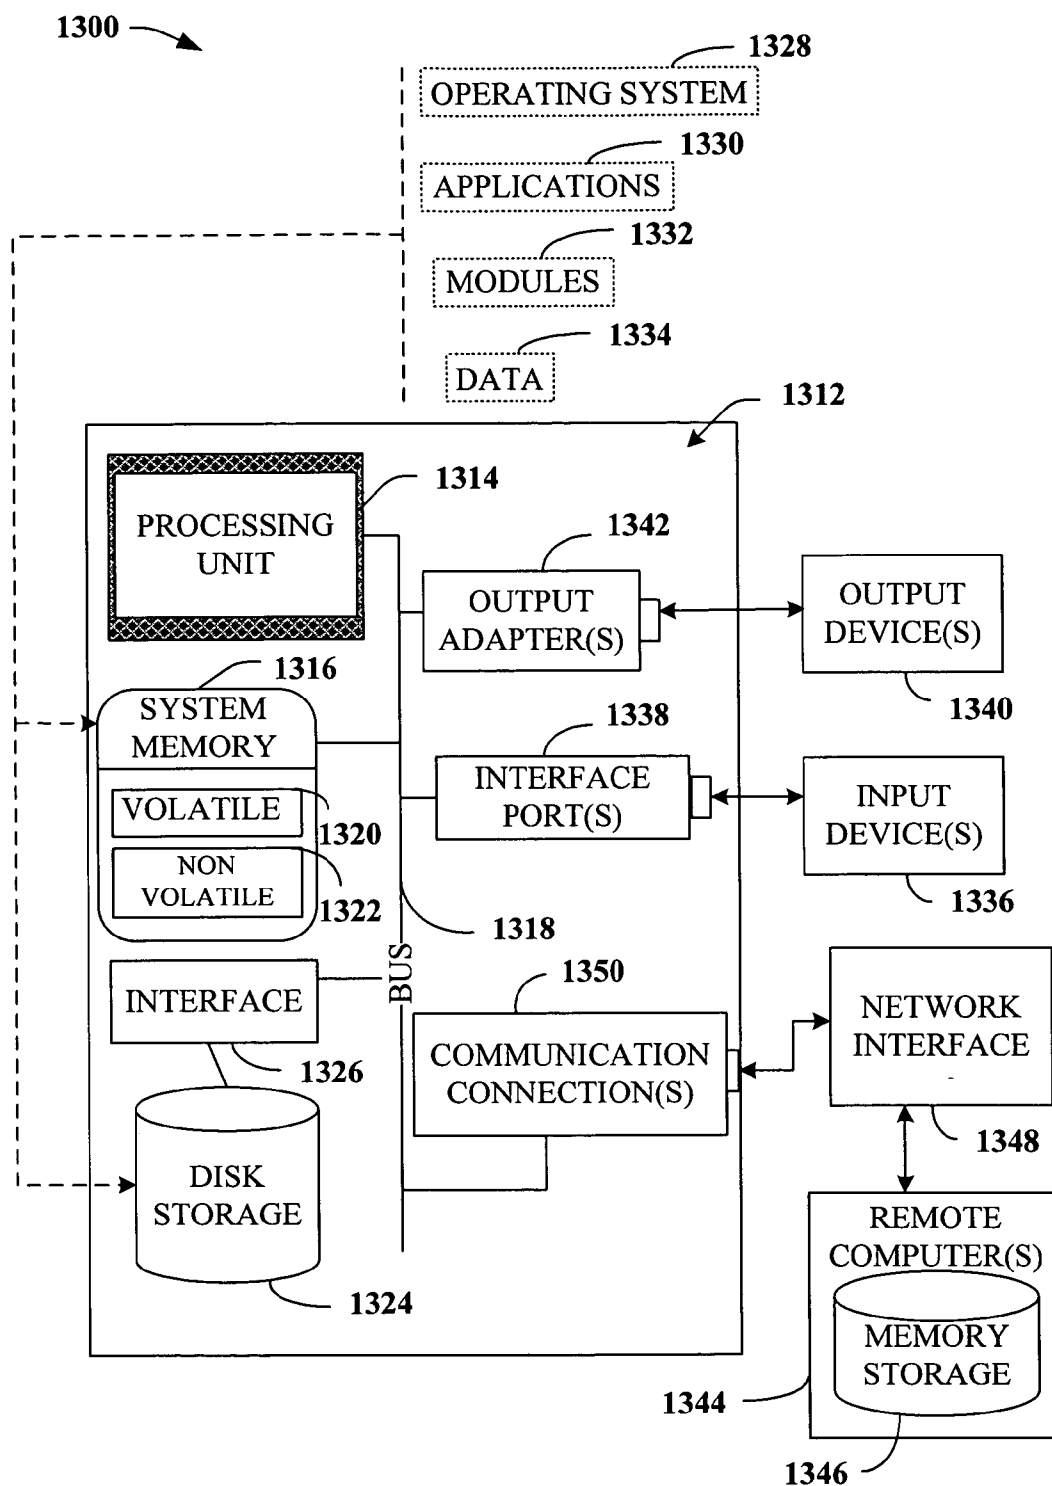 1300
1328
OPERATING SYSTEM
1330
APPLICATIONS
1332
MODULES
1334
DATA
1312
1314
PROCESSING
UNIT
1342
OUTPUT
ADAPTER(S)
OUTPUT
DEVICE(S)
1340
1316
SYSTEM
MEMORY
1338
INTERFACE
PORT(S)
INPUT
DEVICE(S)
1336
VOLATILE
1320
NON
VOLATILE
1322
1318
BUS
INTERFACE
1326
1350
COMMUNICATION
CONNECTION(S)
NETWORK
INTERFACE
1348
DISK
STORAGE
1324
REMOTE
COMPUTER(S)
MEMORY
STORAGE
1344
1346